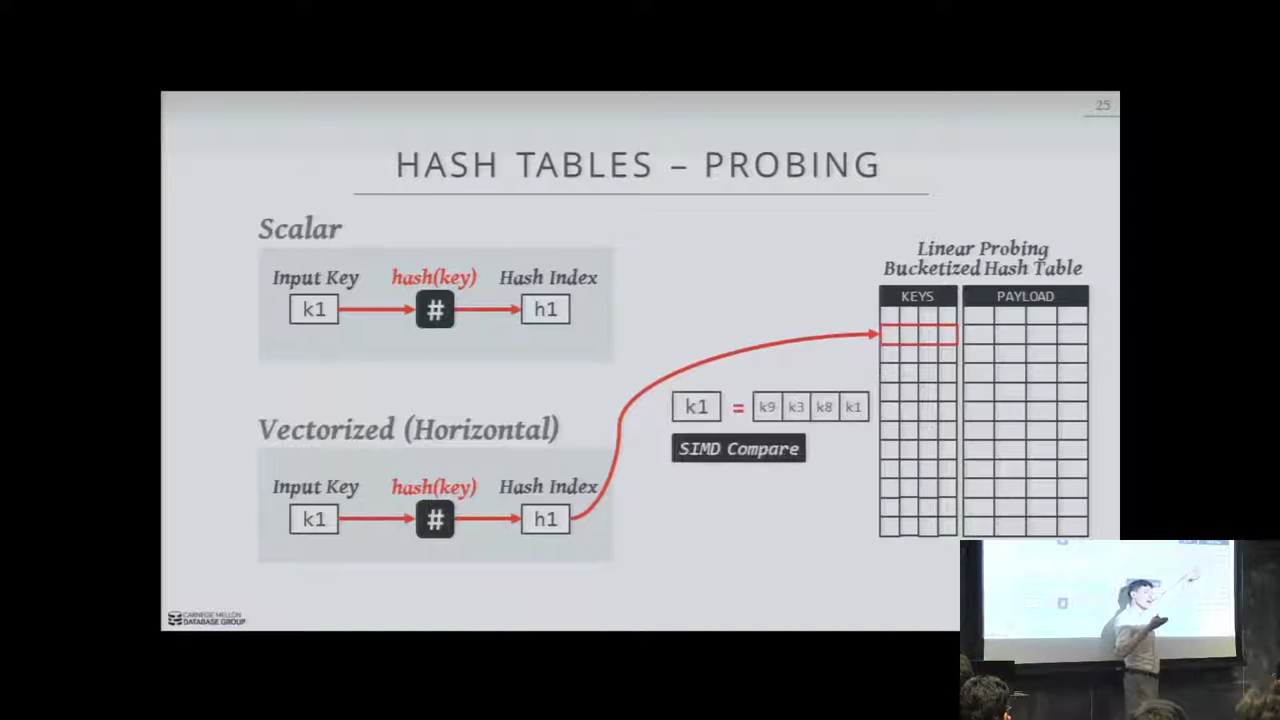 25
HASH TABLES – PROBING
Scalar
Input Key hash(key) Hash Index
k1 # h1
Linear Probing
Bucketized Hash Table
KEYS PAYLOAD
k1 = k9 k3 k8 k1
SIMD Compare
Vectorized (Horizontal)
Input Key hash(key) Hash Index
k1 # h1
CARNEGIE MELLON
DATABASE GROUP